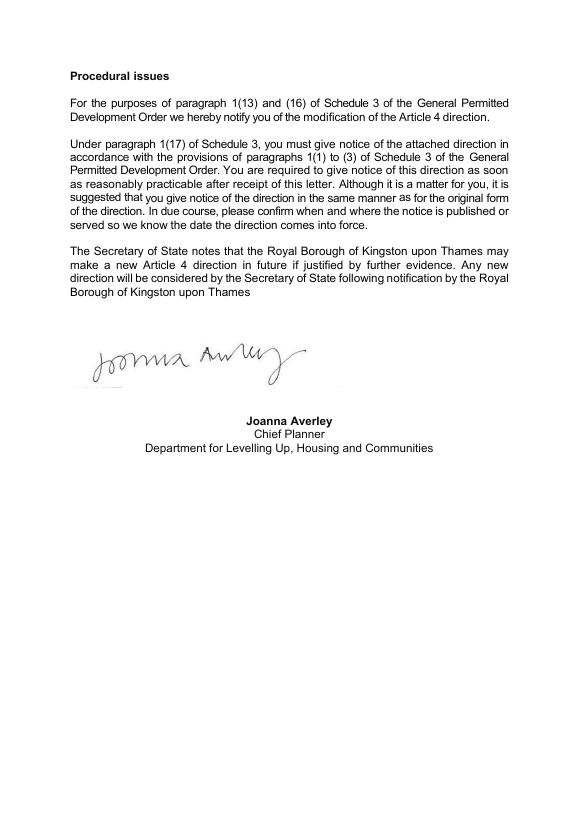 Procedural issues
For the purposes of paragraph 1(13) and (16) of Schedule 3 of the General Permitted
Development Order we hereby notify you of the modification of the Article 4 direction.
Under paragraph 1(17) of Schedule 3, you must give notice of the attached direction in
accordance with the provisions of paragraphs 1(1) to (3) of Schedule 3 of the General
Permitted Development Order. You are required to give notice of this direction as soon
as reasonably practicable after receipt of this letter. Although it is a matter for you, it is
suggested that you give notice of the direction in the same manner as for the original form
of the direction. In due course, please confirm when and where the notice is published or
served so we know the date the direction comes into force.
The Secretary of State notes that the Royal Borough of Kingston upon Thames may
make a new Article 4 direction in future if justified by further evidence. Any new
direction will be considered by the Secretary of State following notification by the Royal
Borough of Kingston upon Thames
Joanna Averley
Joanna Averley
Chief Planner
Department for Levelling Up, Housing and Communities